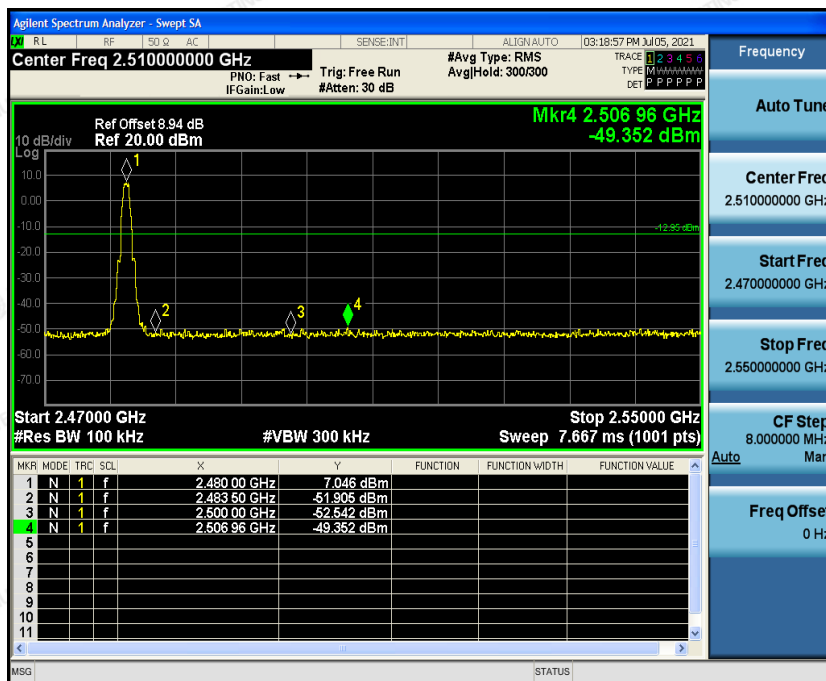 Agilent Spectrum Analyzer - Swept SA
LXI RL RF 50 Ω AC SENSE:INT ALIGN AUTO 03:18:57 PM Jul 05, 2021
Center Freq 2.510000000 GHz
#Avg Type: RMS
TRACE 1 2 3 4 5 6
PNO: Fast
Trig: Free Run
Avg|Hold: 300/300
TYPE M WWWWW
IFGain:Low
#Atten: 30 dB
DET P P P P P P
Mkr4 2.506 96 GHz
-49.352 dBm
Ref Offset 8.94 dB
10 dB/div Ref 20.00 dBm
Log
1
10.0
0.00
-10.0
-12.95 dBm
-20.0
-30.0
-40.0
2 3 4
-50.0
-60.0
-70.0
Start 2.47000 GHz Stop 2.55000 GHz
#Res BW 100 kHz #VBW 300 kHz Sweep 7.667 ms (1001 pts)
MKR MODE TRC SCL X Y FUNCTION FUNCTION WIDTH FUNCTION VALUE
1 N 1 f 2.480 00 GHz 7.046 dBm
2 N 1 f 2.483 50 GHz -51.905 dBm
3 N 1 f 2.500 00 GHz -52.542 dBm
4 N 1 f 2.506 96 GHz -49.352 dBm
5
6
7
8
9
10
11
MSG STATUS
Frequency
Auto Tune
Center Freq
2.510000000 GHz
Start Freq
2.470000000 GHz
Stop Freq
2.550000000 GHz
CF Step
8.000000 MHz
Auto Man
Freq Offset
0 Hz